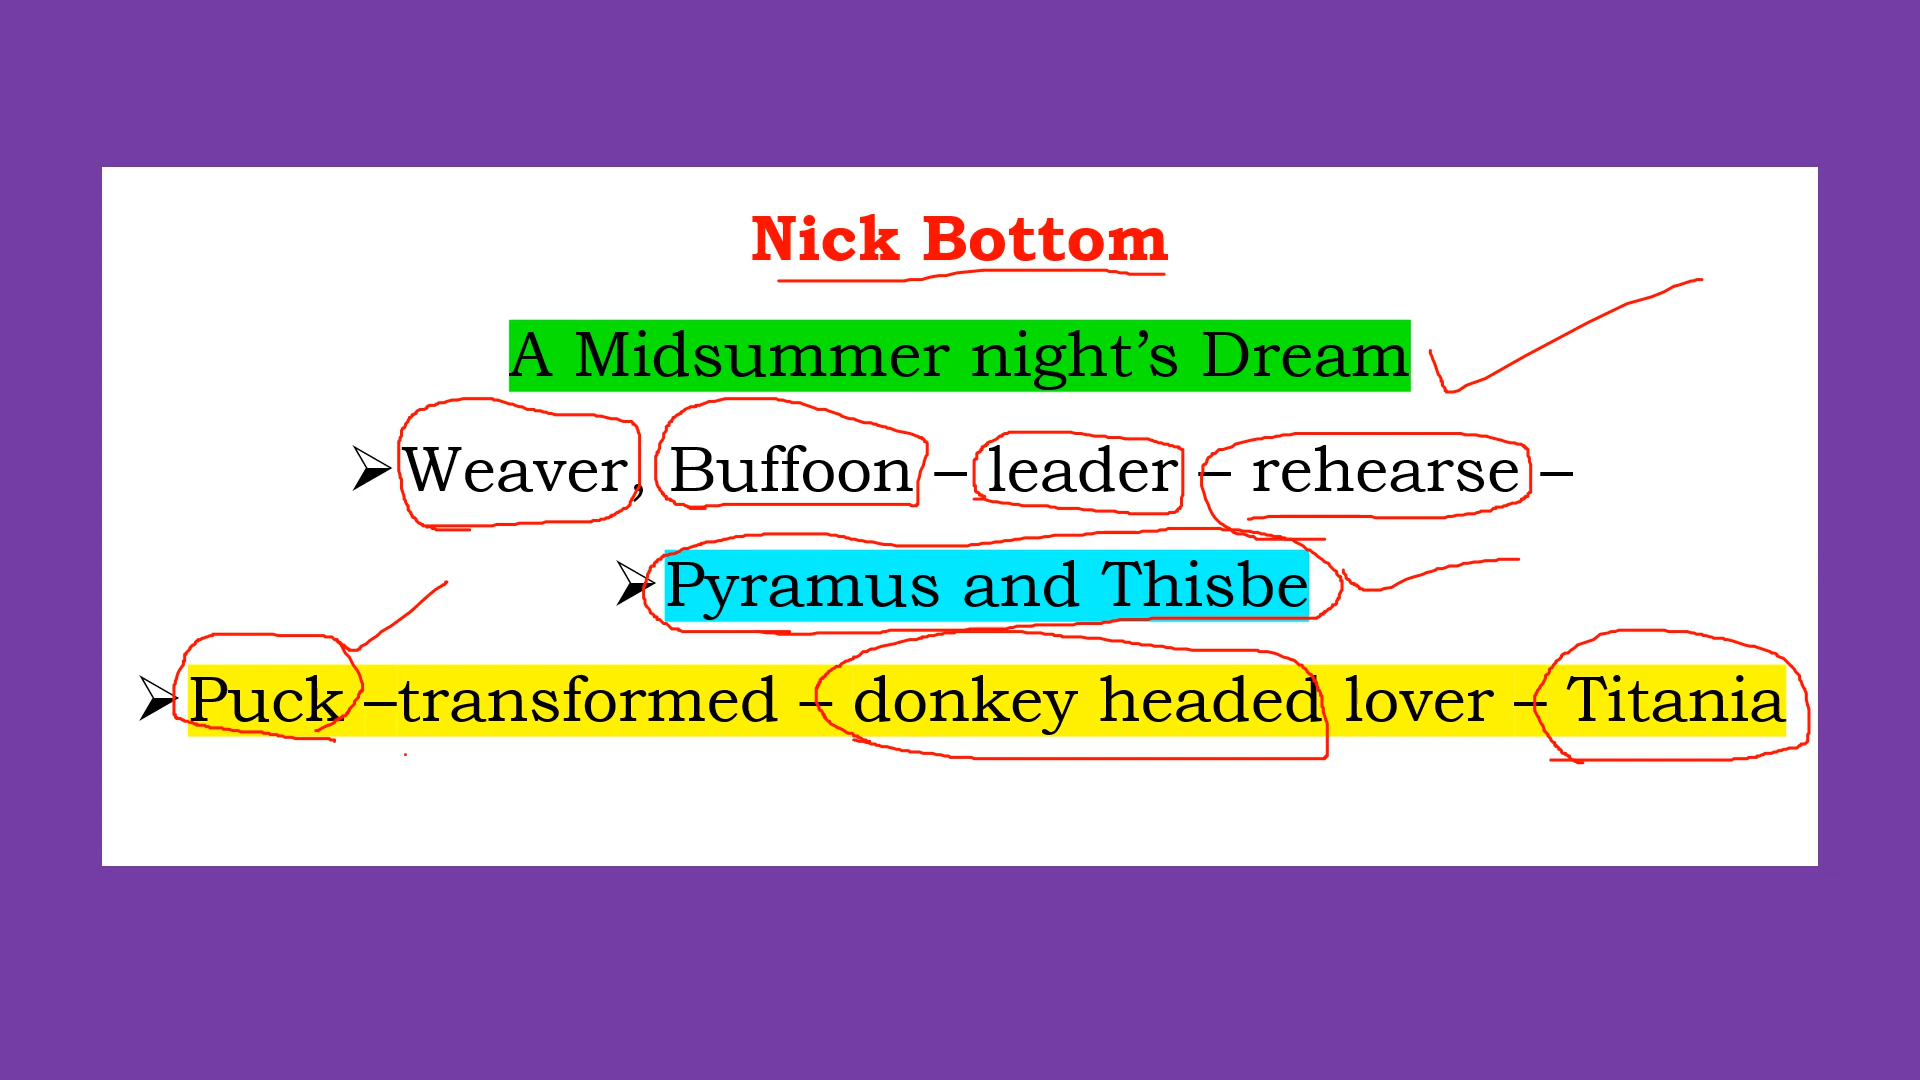 Nick Bottom
A Midsummer night’s Dream
➢ Weaver, Buffoon – leader – rehearse –
➢ Pyramus and Thisbe
➢ Puck –transformed – donkey headed lover – Titania